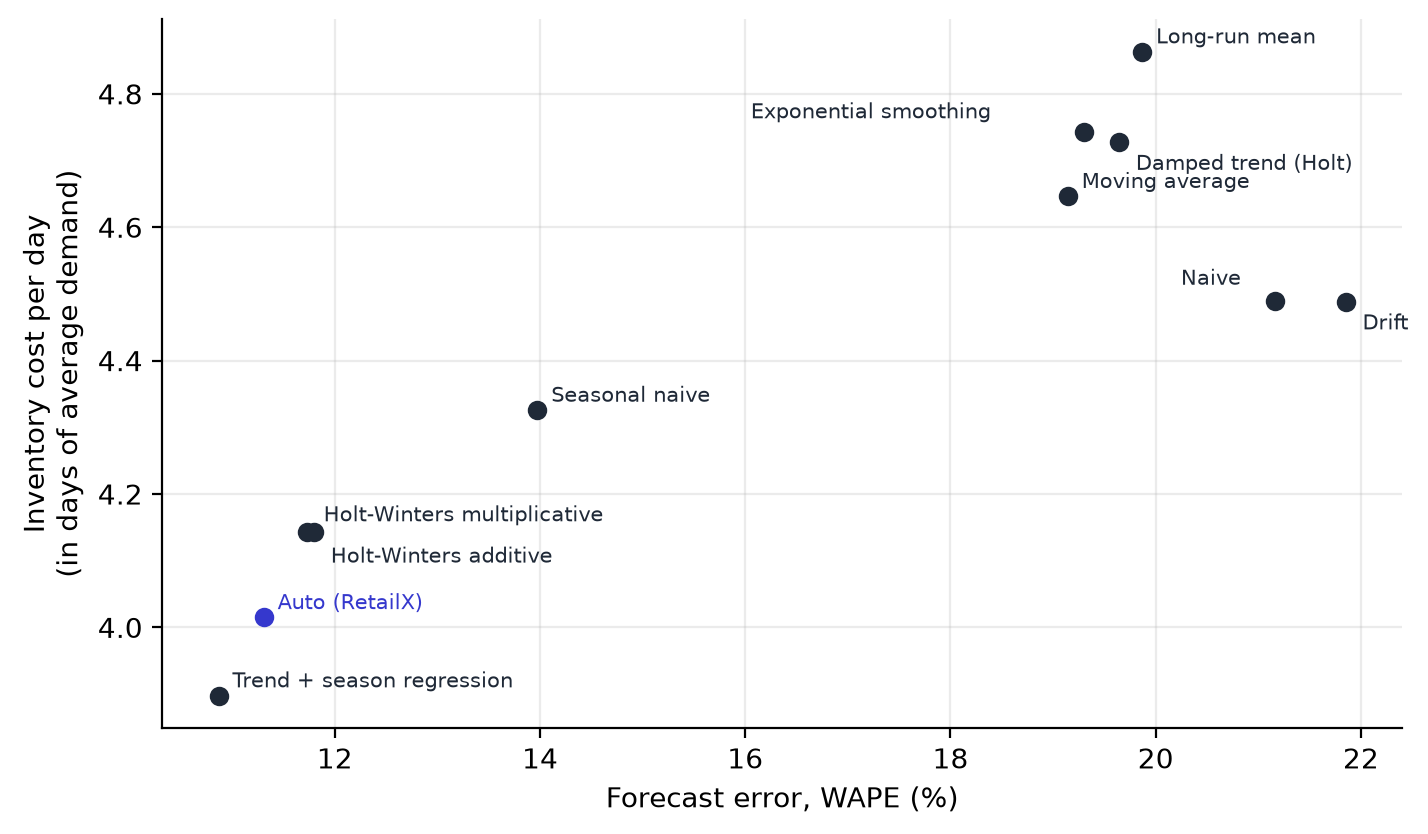 Long-run mean
4.8
Exponential smoothing
Damped trend (Holt)
Moving average
4.6
Naive
Drift
4.4
Seasonal naive
4.2
Holt-Winters multiplicative
Holt-Winters additive
Auto (RetailX)
4.0
Trend + season regression
Inventory cost per day
(in days of average demand)
12 14 16 18 20 22
Forecast error, WAPE (%)